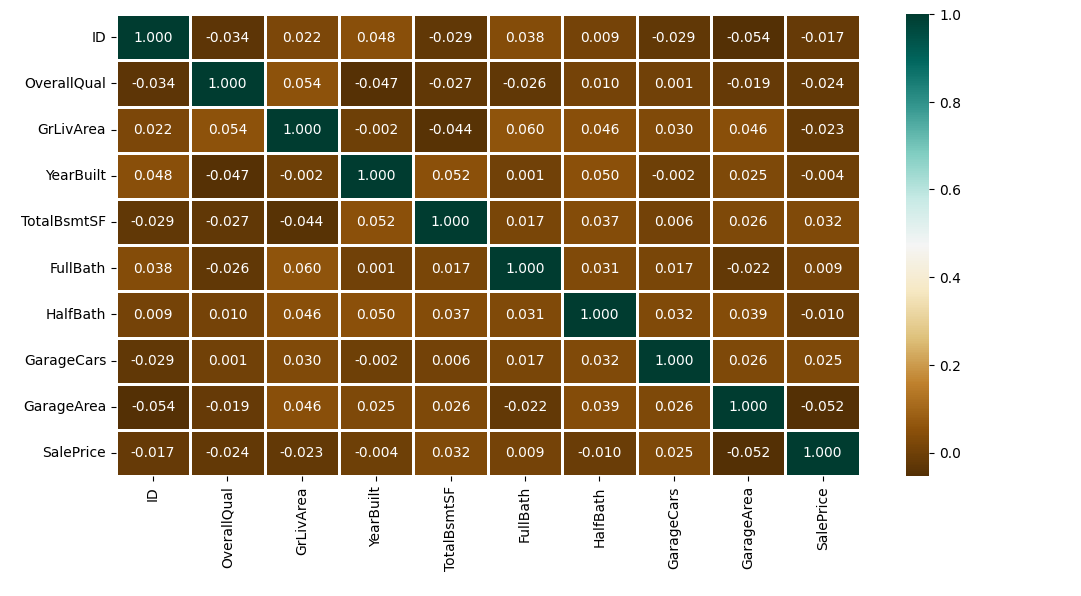 ID 1.000 -0.034 0.022 0.048 -0.029 0.038 0.009 -0.029 -0.054 -0.017
OverallQual -0.034 1.000 0.054 -0.047 -0.027 -0.026 0.010 0.001 -0.019 -0.024
GrLivArea 0.022 0.054 1.000 -0.002 -0.044 0.060 0.046 0.030 0.046 -0.023
YearBuilt 0.048 -0.047 -0.002 1.000 0.052 0.001 0.050 -0.002 0.025 -0.004
TotalBsmtSF -0.029 -0.027 -0.044 0.052 1.000 0.017 0.037 0.006 0.026 0.032
FullBath 0.038 -0.026 0.060 0.001 0.017 1.000 0.031 0.017 -0.022 0.009
HalfBath 0.009 0.010 0.046 0.050 0.037 0.031 1.000 0.032 0.039 -0.010
GarageCars -0.029 0.001 0.030 -0.002 0.006 0.017 0.032 1.000 0.026 0.025
GarageArea -0.054 -0.019 0.046 0.025 0.026 -0.022 0.039 0.026 1.000 -0.052
SalePrice -0.017 -0.024 -0.023 -0.004 0.032 0.009 -0.010 0.025 -0.052 1.000
ID
OverallQual
GrLivArea
YearBuilt
TotalBsmtSF
FullBath
HalfBath
GarageCars
GarageArea
SalePrice
1.0
0.8
0.6
0.4
0.2
0.0